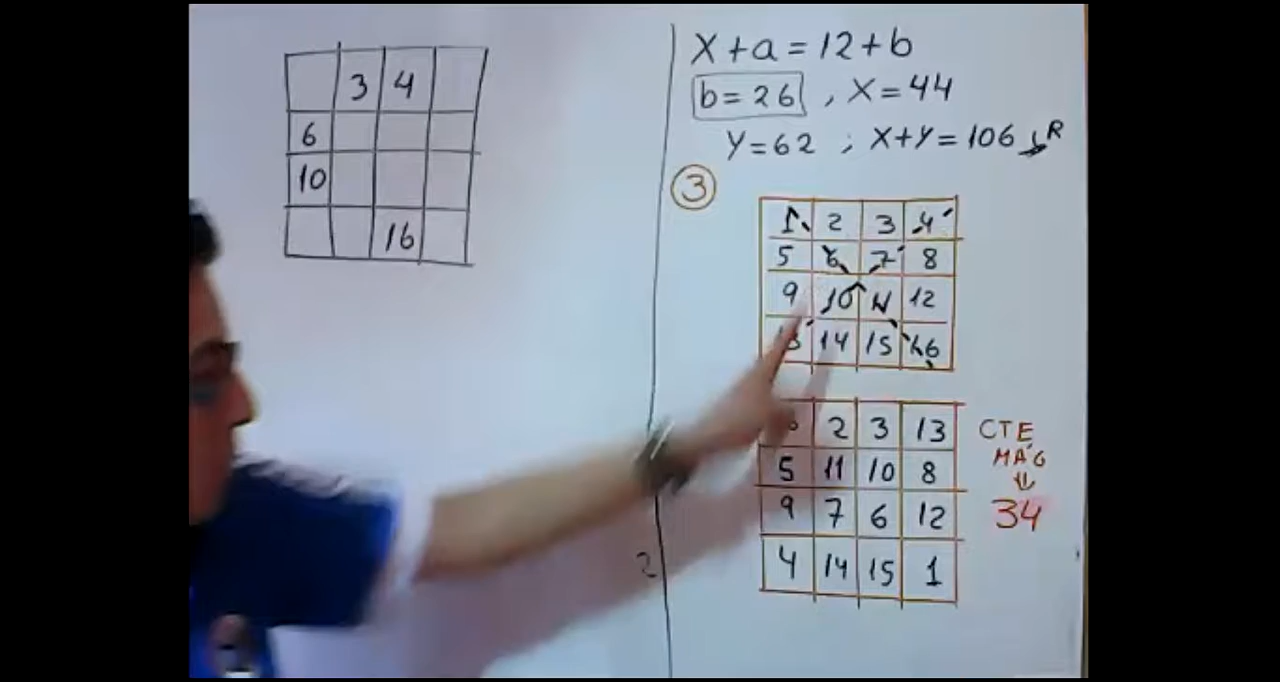 3 4
6
10
16
X + a = 12 + b
b = 26 , X = 44
Y = 62 ; X + Y = 106 R
3
1 2 3 4
5 6 7 8
9 10 11 12
14 15 16
2 3 13
5 11 10 8
9 7 6 12
4 14 15 1
CTE
MÁG
⇓
34
2